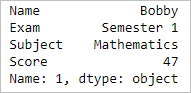 Name Bobby
Exam Semester 1
Subject Mathematics
Score 47
Name: 1, dtype: object